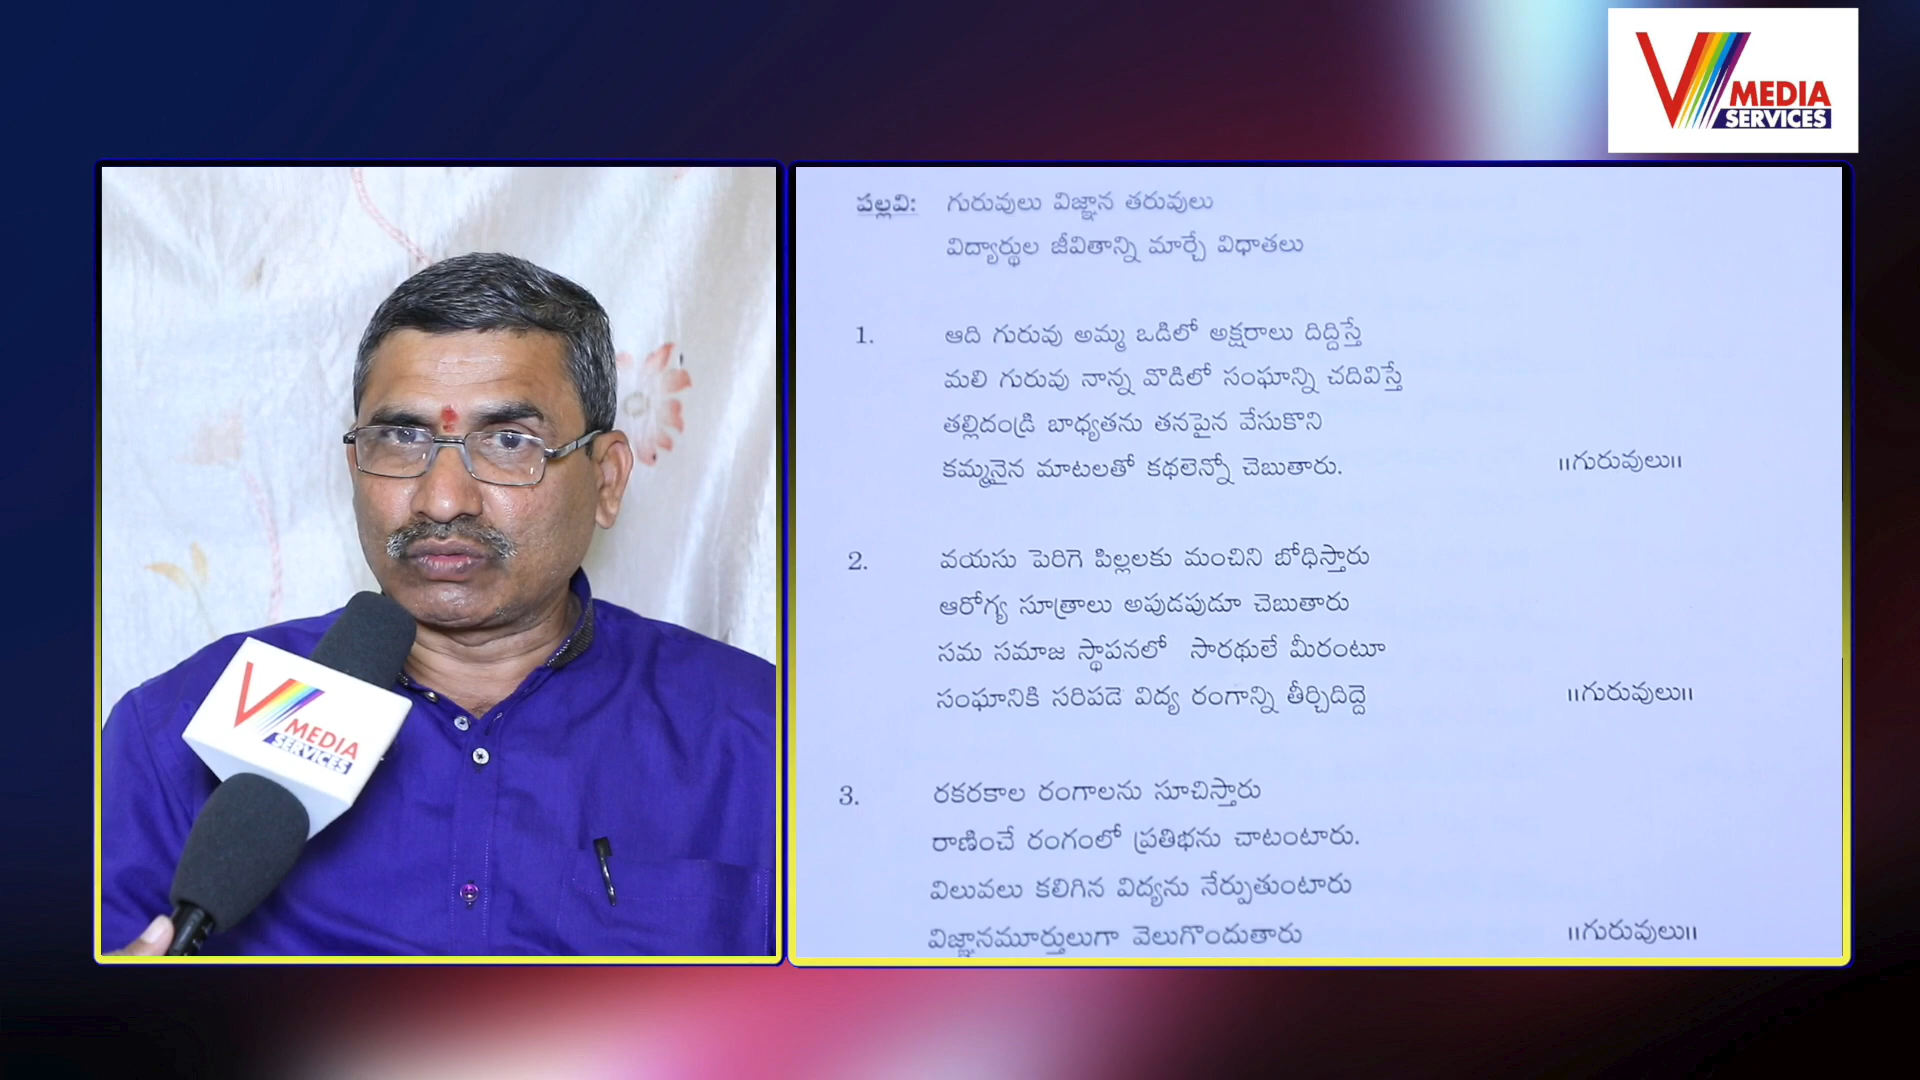 V MEDIA
SERVICES
పల్లవి: గురువులు విజ్ఞాన తరువులు
విద్యార్థుల జీవితాన్ని మార్చే విధాతలు
1. ఆది గురువు అమ్మ ఒడిలో అక్షరాలు దిద్దిస్తే
మలి గురువు నాన్న వొడిలో సంఘాన్ని చదివిస్తే
తల్లిదండ్రి బాధ్యతను తనపైన వేసుకొని
కమ్మనైన మాటలతో కథలెన్నో చెబుతారు. ॥గురువులు॥
2. వయసు పెరిగె పిల్లలకు మంచిని బోధిస్తారు
ఆరోగ్య సూత్రాలు అపుడపుడూ చెబుతారు
సమ సమాజ స్థాపనలో సారథులే మీరంటూ
సంఘానికి సరిపడె విద్య రంగాన్ని తీర్చిదిద్దె ॥గురువులు॥
3. రకరకాల రంగాలను సూచిస్తారు
రాణించే రంగంలో ప్రతిభను చాటంటారు.
విలువలు కలిగిన విద్యను నేర్పుతుంటారు
విజ్ఞానమూర్తులుగా వెలుగొందుతారు ॥గురువులు॥
V MEDIA
SERVICES